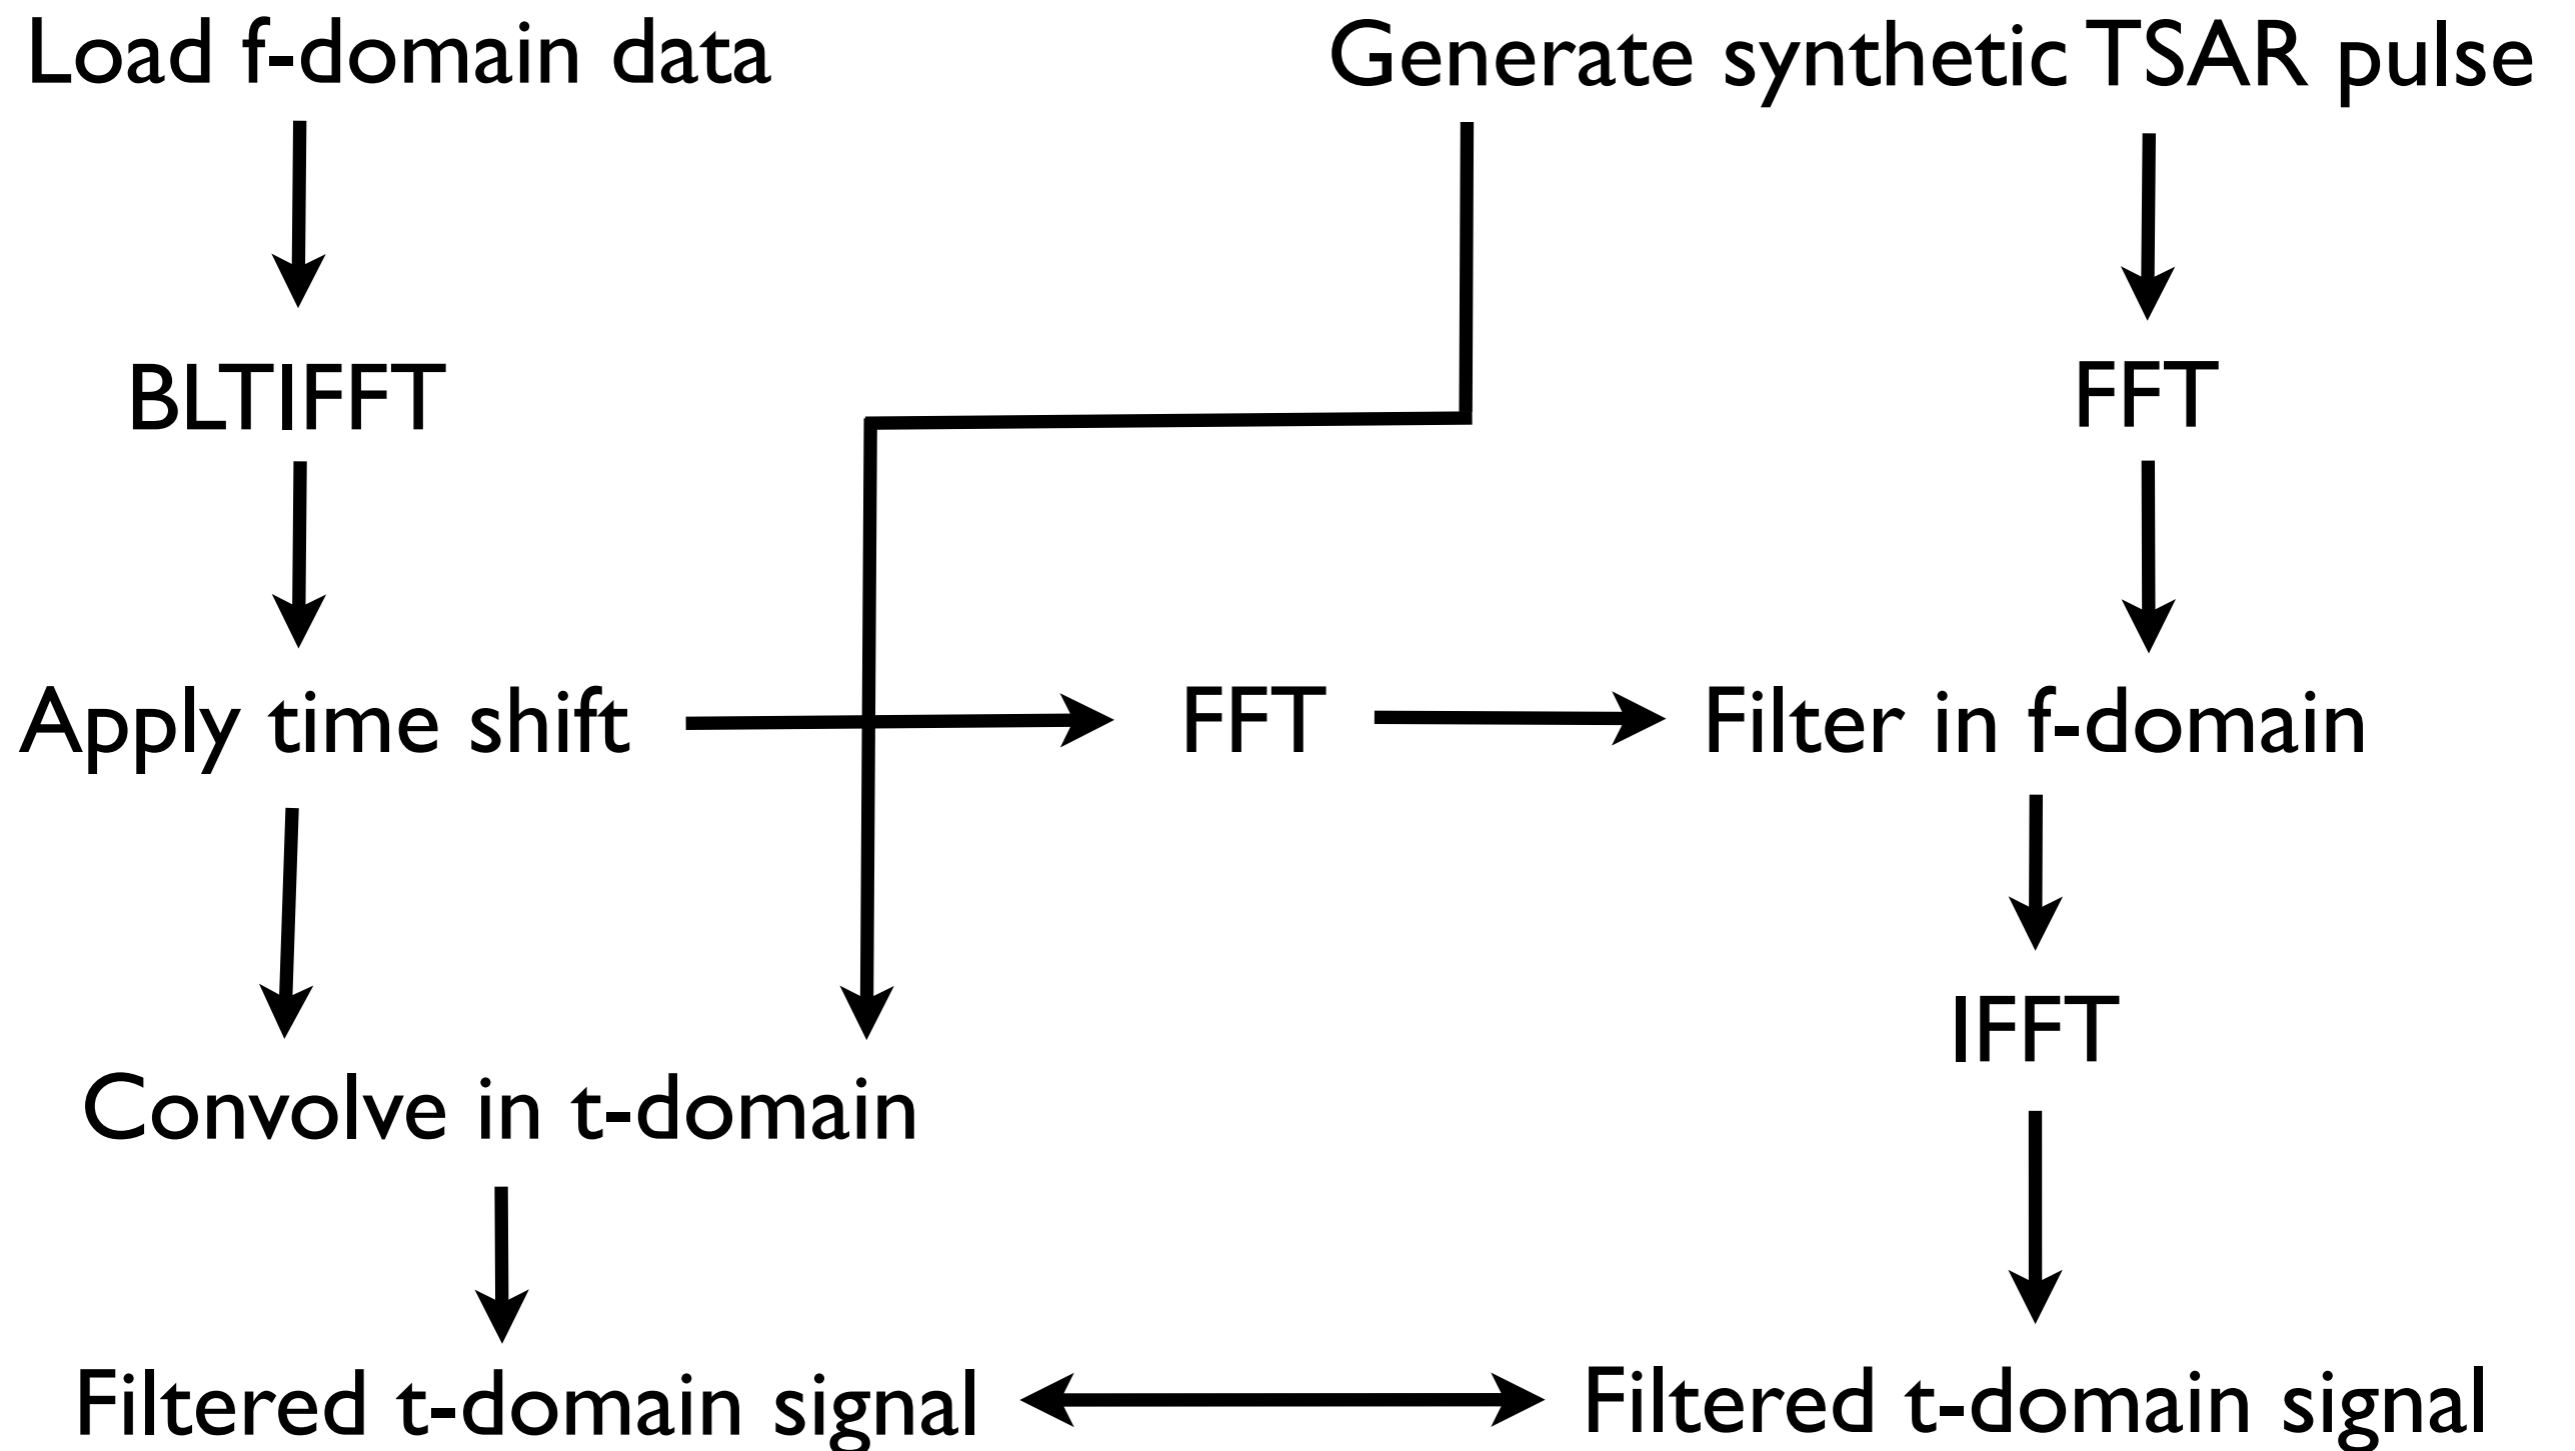 Load f-domain data
Generate synthetic TSAR pulse
BLTIFFT
FFT
Apply time shift
FFT
Filter in f-domain
IFFT
Convolve in t-domain
Filtered t-domain signal
Filtered t-domain signal